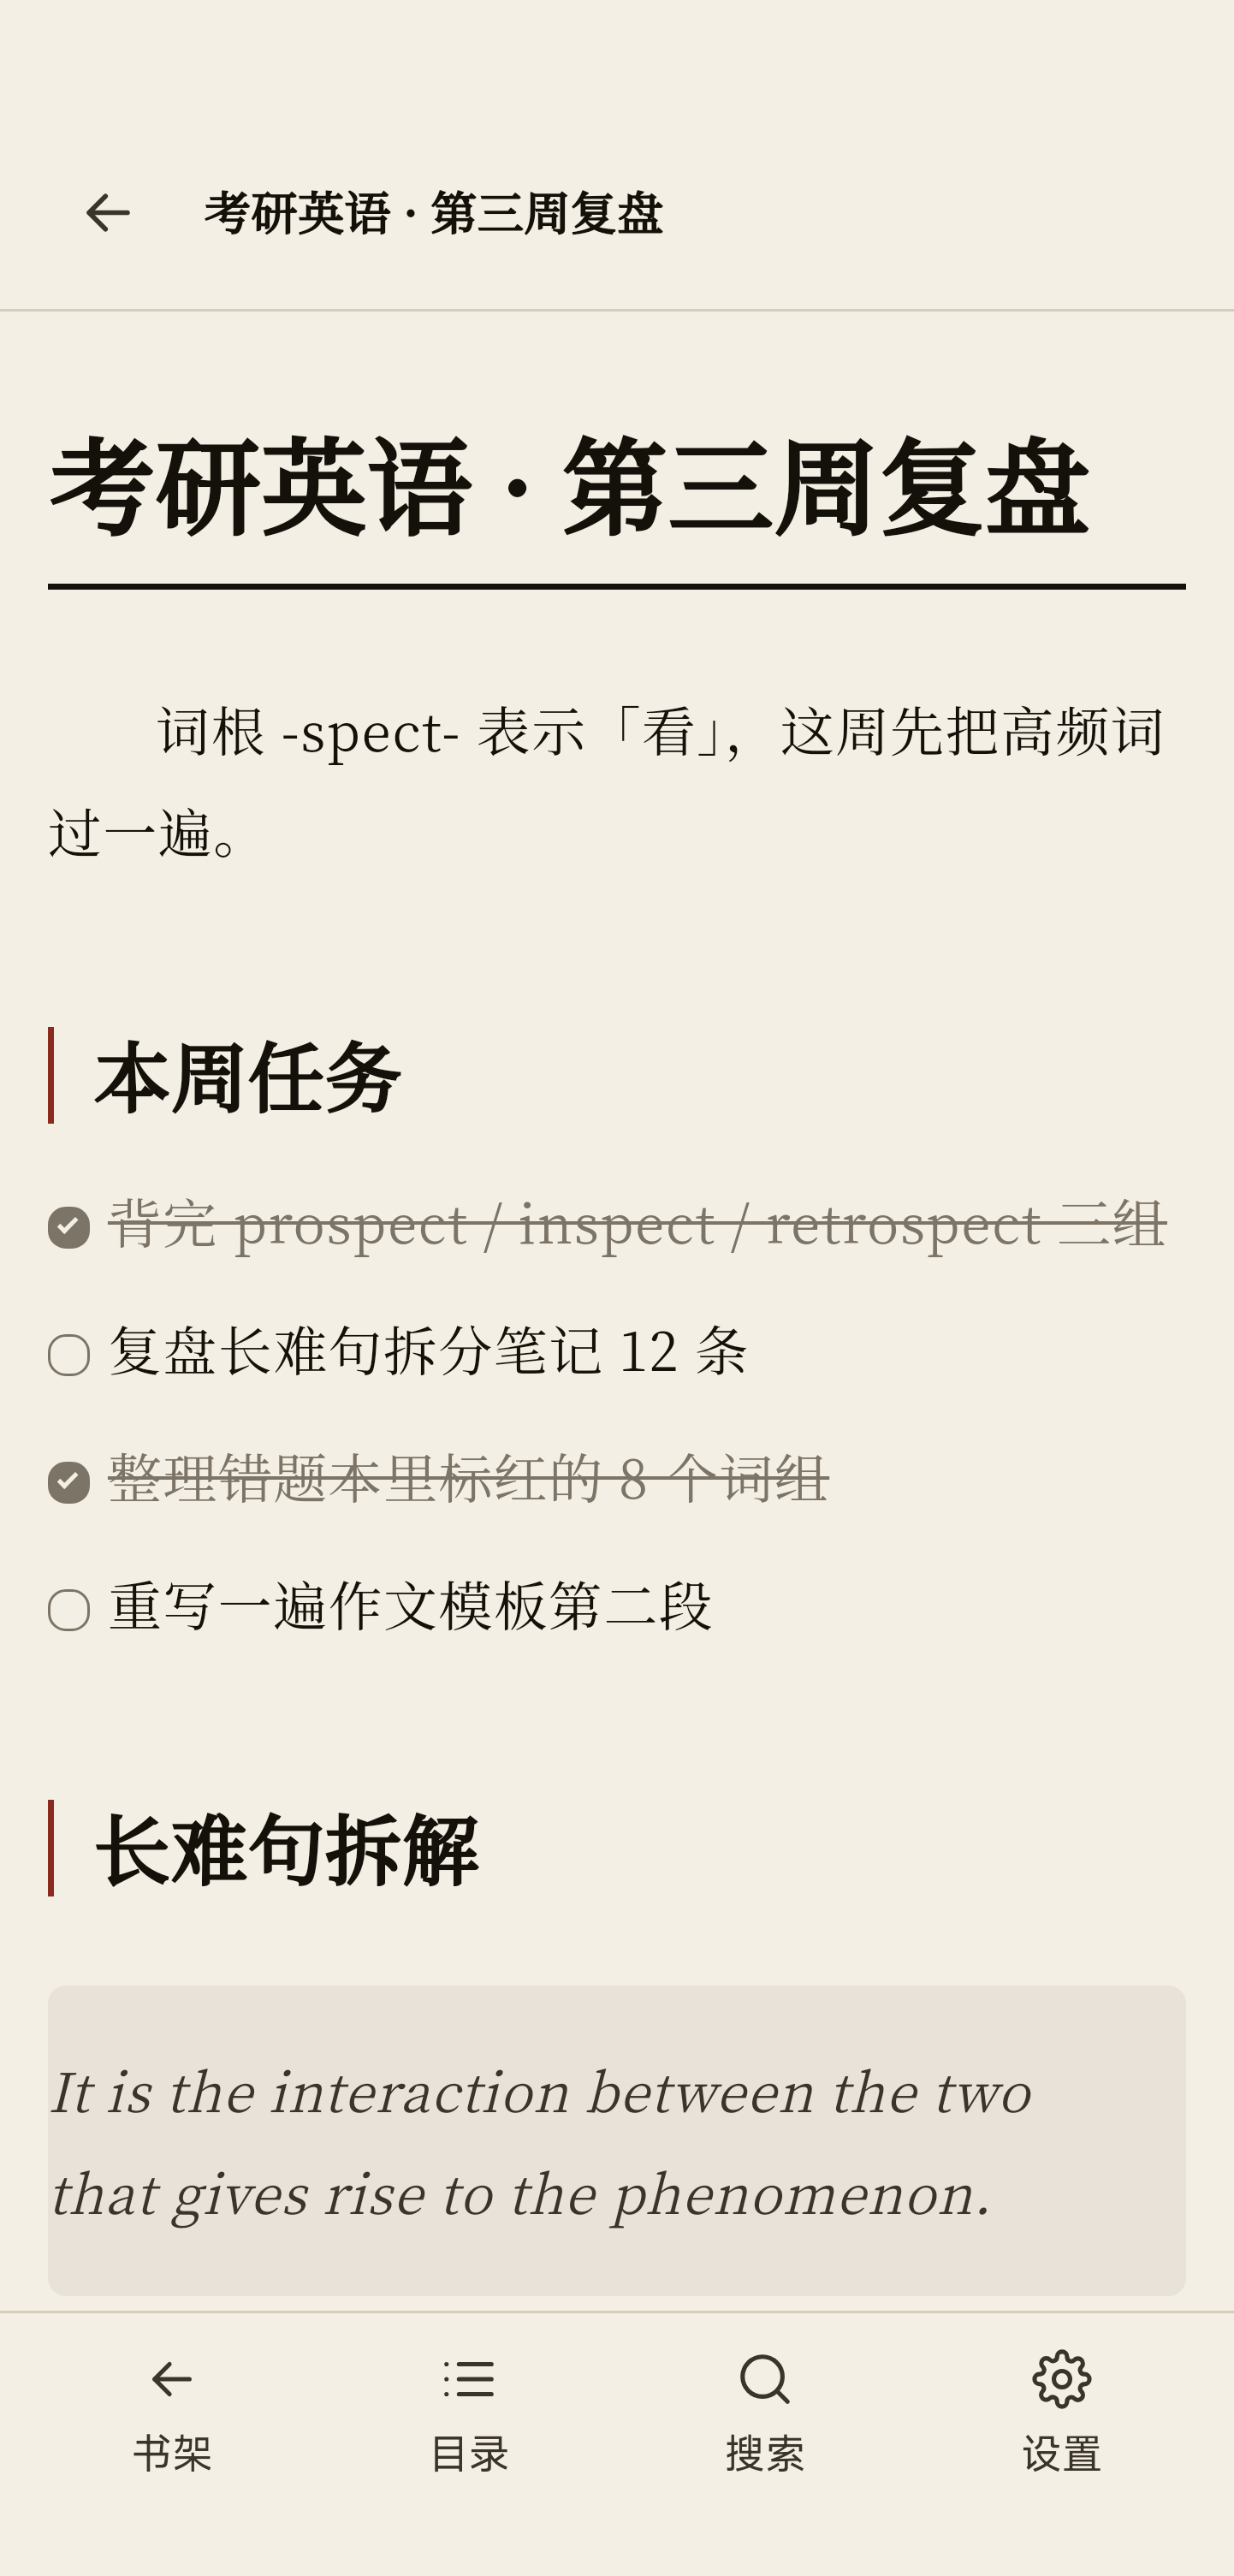 考研英语 · 第三周复盘
考研英语 · 第三周复盘
词根 -spect- 表示「看」，这周先把高频词
过一遍。
本周任务
背完 prospect / inspect / retrospect 三组
复盘长难句拆分笔记 12 条
整理错题本里标红的 8 个词组
重写一遍作文模板第二段
长难句拆解
It is the interaction between the two
that gives rise to the phenomenon.
书架
目录
搜索
设置